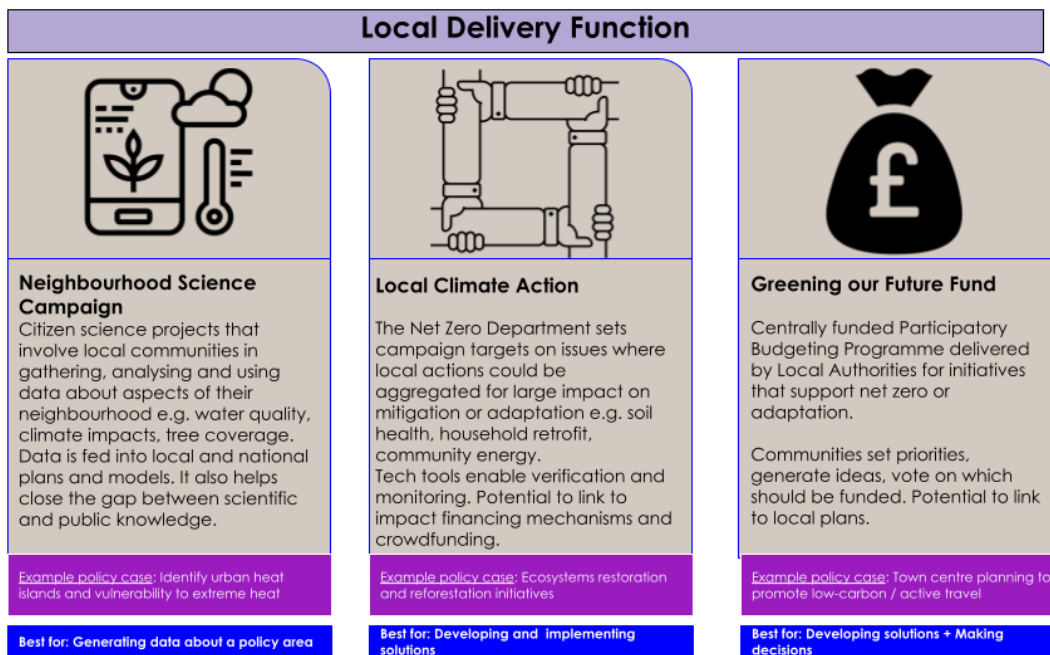 Local Delivery Function
£
Neighbourhood Science
Campaign
Citizen science projects that
involve local communities in
gathering, analysing and using
data about aspects of their
neighbourhood e.g. water quality,
climate impacts, tree coverage.
Data is fed into local and national
plans and models. It also helps
close the gap between scientific
and public knowledge.
Example policy case: Identify urban heat
islands and vulnerability to extreme heat
Best for: Generating data about a policy area
Local Climate Action
The Net Zero Department sets
campaign targets on issues where
local actions could be
aggregated for large impact on
mitigation or adaptation e.g. soil
health, household retrofit,
community energy.
Tech tools enable verification and
monitoring. Potential to link to
impact financing mechanisms and
crowdfunding.
Example policy case: Ecosystems restoration
and reforestation initiatives
Best for: Developing and implementing
solutions
Greening our Future Fund
Centrally funded Participatory
Budgeting Programme delivered
by Local Authorities for initiatives
that support net zero or
adaptation.
Communities set priorities,
generate ideas, vote on which
should be funded. Potential to link
to local plans.
Example policy case: Town centre planning to
promote low-carbon / active travel
Best for: Developing solutions + Making
decisions